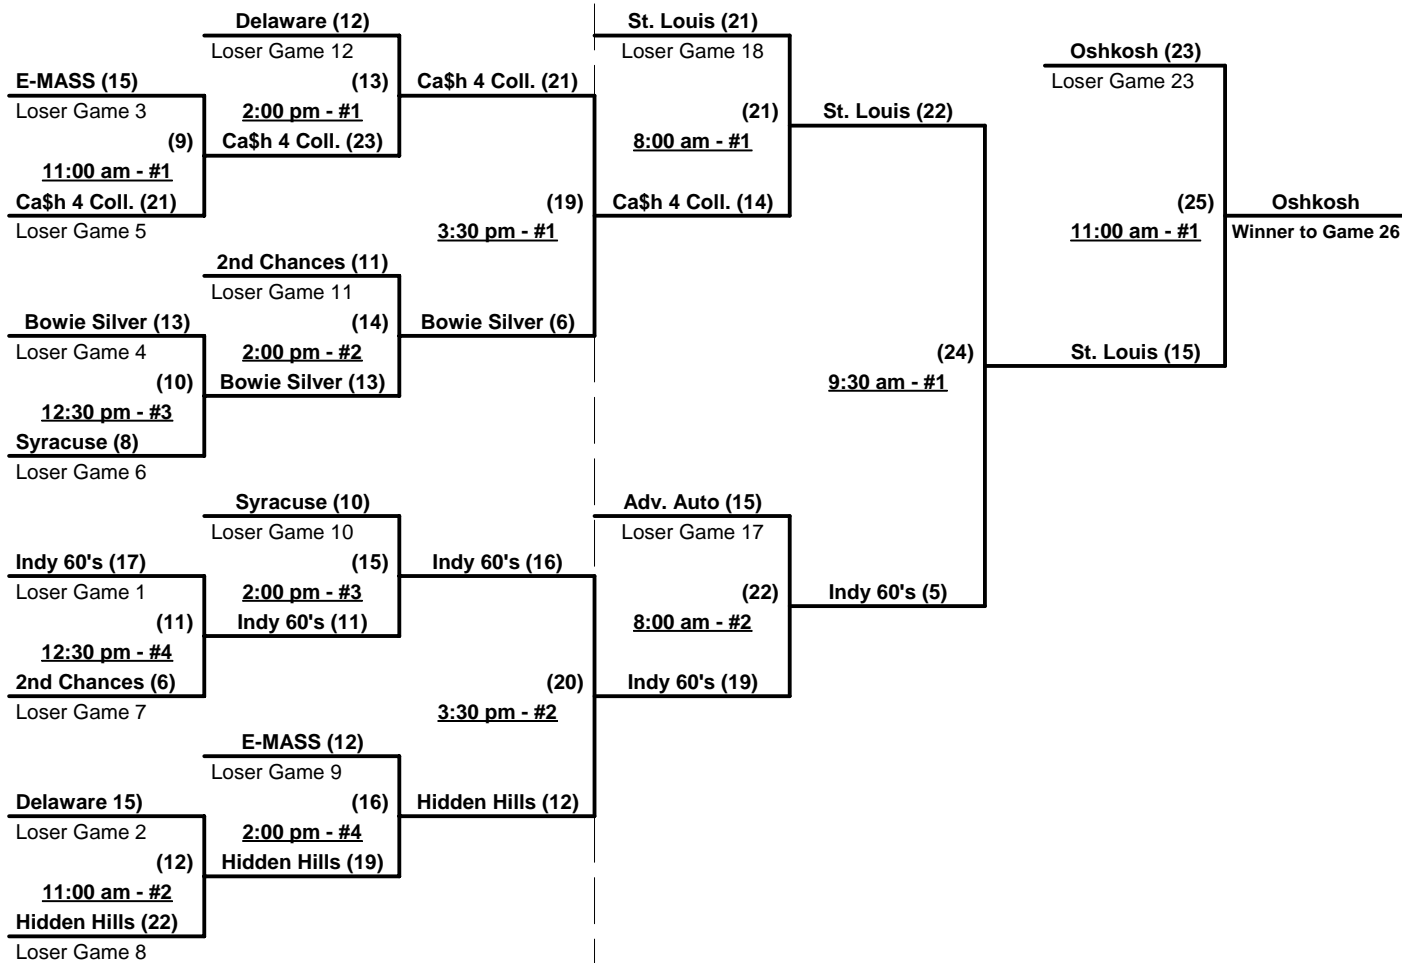 Delaware (12)
Loser Game 12
E-MASS (15)
Loser Game 3
(13)
2:00 pm - #1
Ca$h 4 Coll. (21)
(9)
11:00 am - #1
Ca$h 4 Coll. (23)
Ca$h 4 Coll. (21)
Loser Game 5
(19)
3:30 pm - #1
2nd Chances (11)
Loser Game 11
Bowie Silver (13)
Loser Game 4
(14)
2:00 pm - #2
Bowie Silver (6)
(10)
12:30 pm - #3
Bowie Silver (13)
Syracuse (8)
Loser Game 6
Syracuse (10)
Loser Game 10
Indy 60's (17)
Loser Game 1
(15)
2:00 pm - #3
Indy 60's (16)
(11)
12:30 pm - #4
Indy 60's (11)
2nd Chances (6)
Loser Game 7
(20)
3:30 pm - #2
E-MASS (12)
Loser Game 9
Delaware 15)
Loser Game 2
(16)
2:00 pm - #4
Hidden Hills (12)
(12)
11:00 am - #2
Hidden Hills (19)
Hidden Hills (22)
Loser Game 8
St. Louis (21)
Loser Game 18
(21)
8:00 am - #1
Ca$h 4 Coll. (14)
St. Louis (22)
Adv. Auto (15)
Loser Game 17
(22)
8:00 am - #2
Indy 60's (19)
Indy 60's (5)
(24)
9:30 am - #1
Oshkosh (23)
Loser Game 23
(25)
11:00 am - #1
St. Louis (15)
Oshkosh
Winner to Game 26